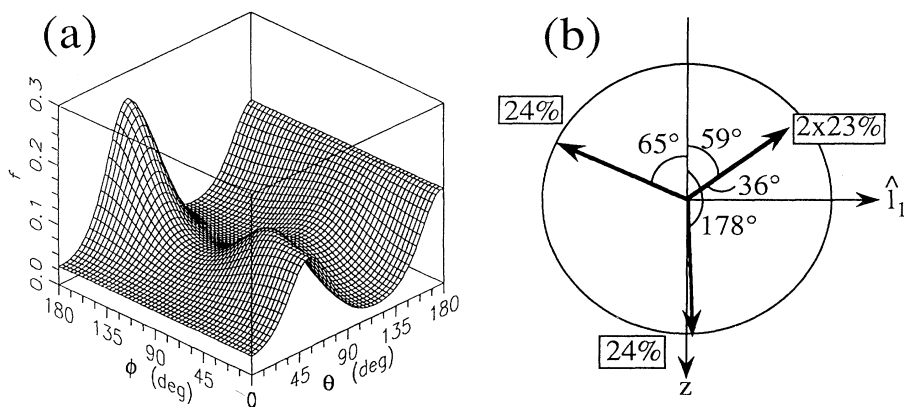 (a)
f
0.3
0.2
0.1
0.0
180
135
90
45
0
ϕ (deg)
45
90
135
180
θ (deg)
(b)
24%
65°
59°
2x23%
36°
l̂₁
178°
24%
z